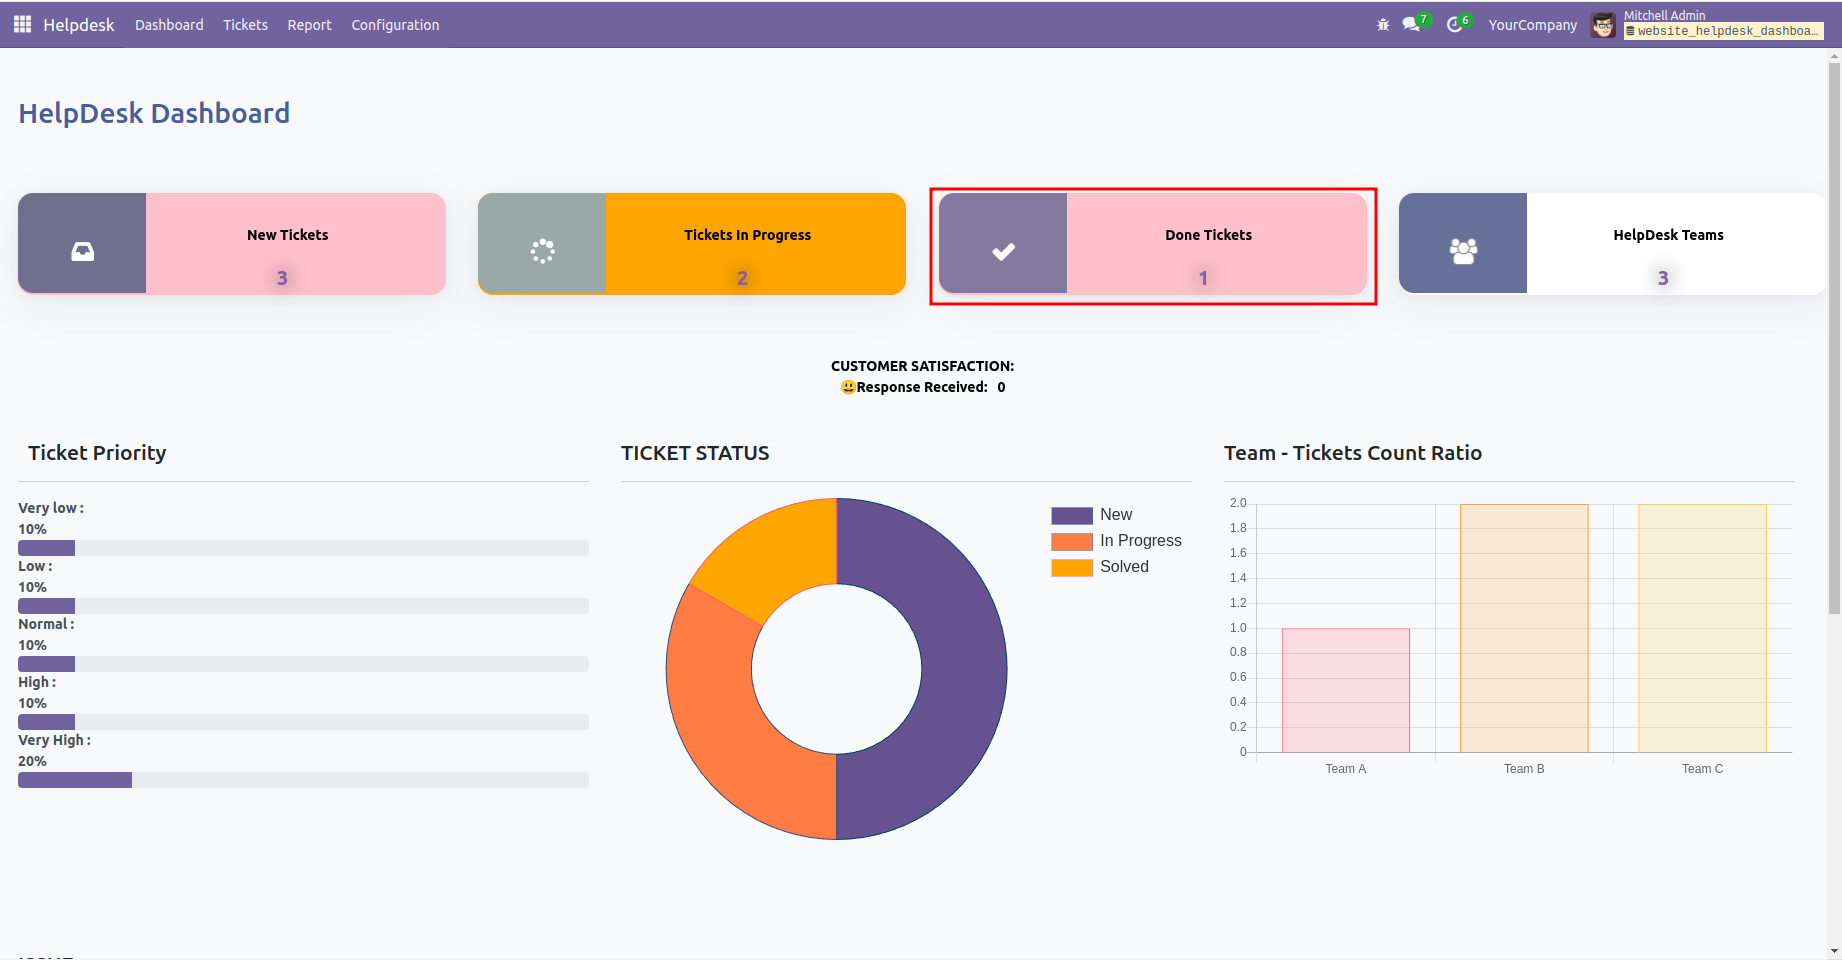 Helpdesk Dashboard Tickets Report Configuration 7 6 YourCompany Mitchell Admin
website_helpdesk_dashboa...
HelpDesk Dashboard
New Tickets
3
Tickets In Progress
2
Done Tickets
1
HelpDesk Teams
3
CUSTOMER SATISFACTION:
😃Response Received: 0
Ticket Priority
Very low :
10%
Low :
10%
Normal :
10%
High :
10%
Very High :
20%
TICKET STATUS
New
In Progress
Solved
Team - Tickets Count Ratio
2.0
1.8
1.6
1.4
1.2
1.0
0.8
0.6
0.4
0.2
0
Team A Team B Team C